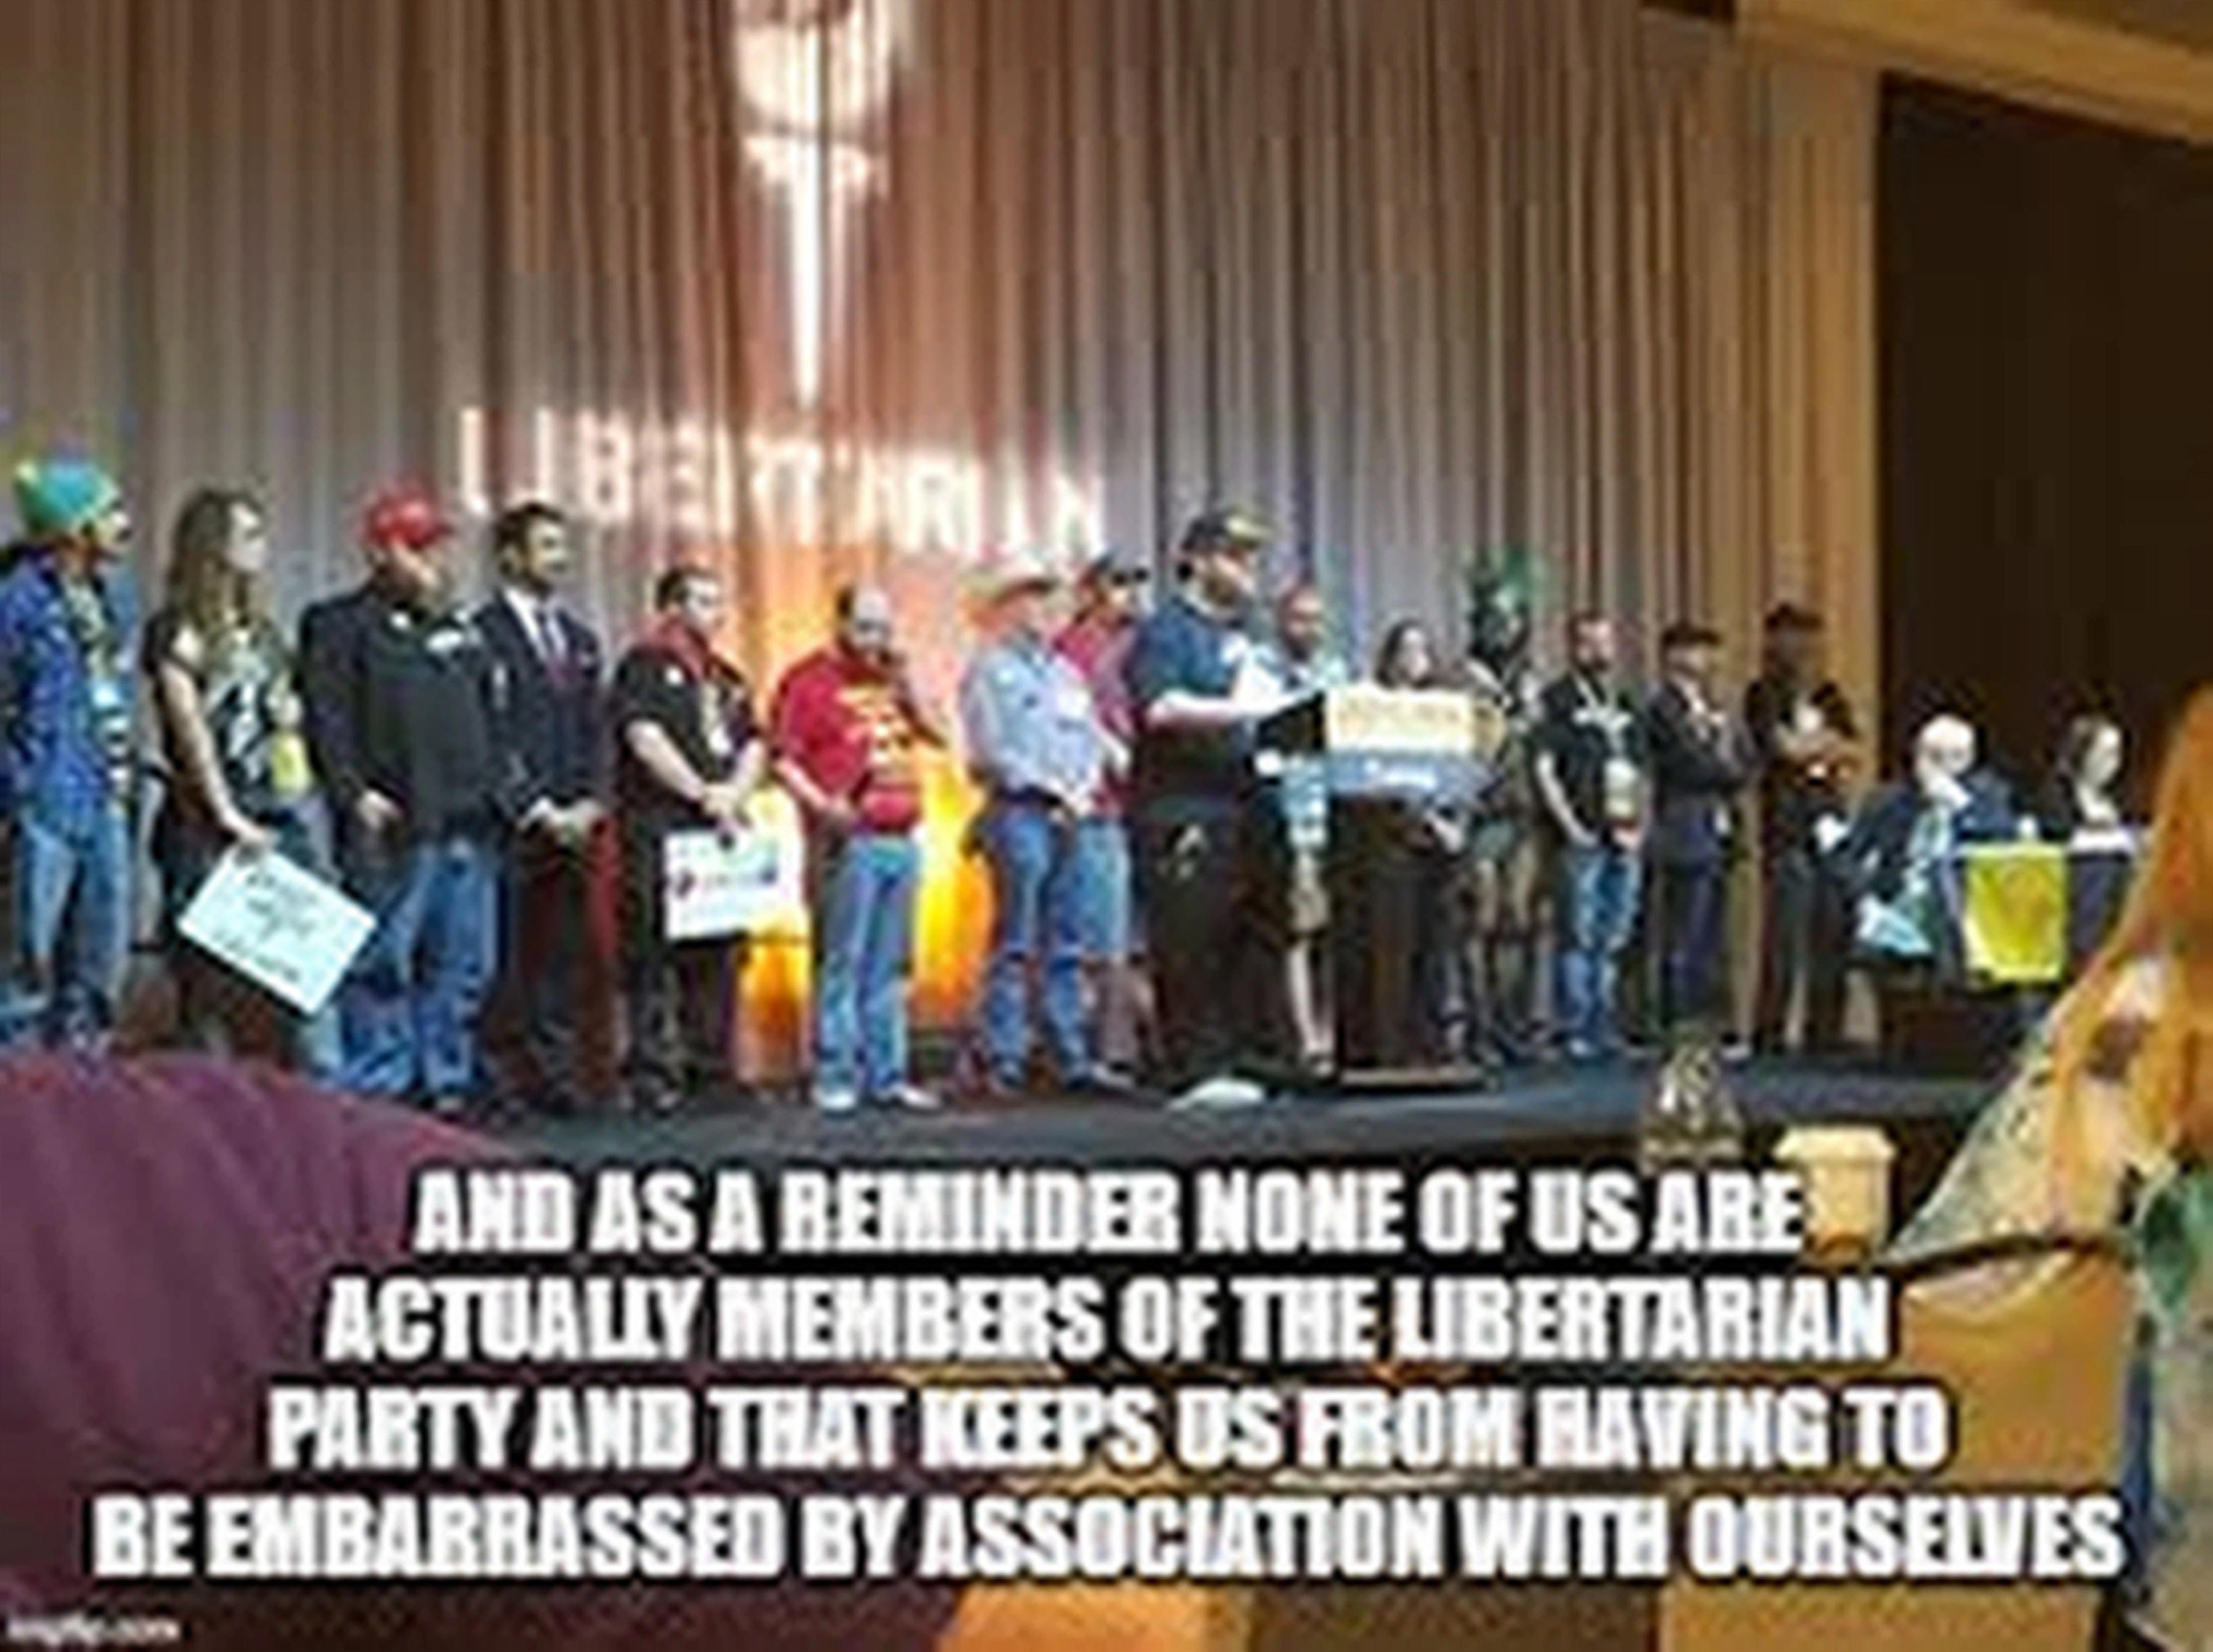 LIBERTARIAN
AND AS A REMINDER NONE OF US ARE
ACTUALLY MEMBERS OF THE LIBERTARIAN
PARTY AND THAT KEEPS US FROM HAVING TO
BE EMBARRASSED BY ASSOCIATION WITH OURSELVES
imgflip.com